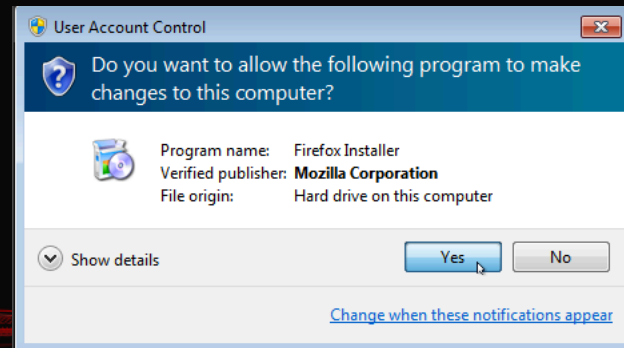 User Account Control
Do you want to allow the following program to make
changes to this computer?
Program name: Firefox Installer
Verified publisher: Mozilla Corporation
File origin: Hard drive on this computer
Show details
Yes
No
Change when these notifications appear